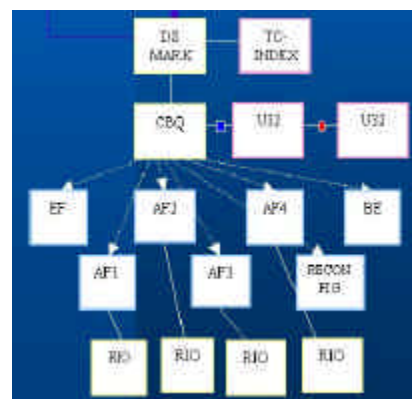 DS
MARK
TC-
INDEX
CBQ
U32
U32
EF
AF2
AF4
BE
AF1
AF3
RECON
FIG
RIO
RIO
RIO
RIO